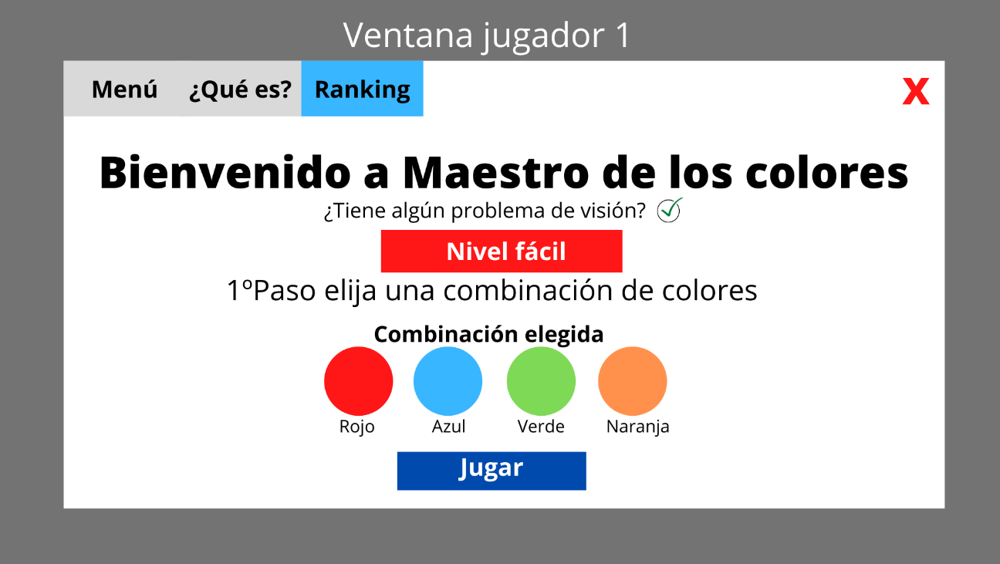 Ventana jugador 1
Menú ¿Qué es? Ranking X
Bienvenido a Maestro de los colores
¿Tiene algún problema de visión?
Nivel fácil
1ºPaso elija una combinación de colores
Combinación elegida
Rojo Azul Verde Naranja
Jugar